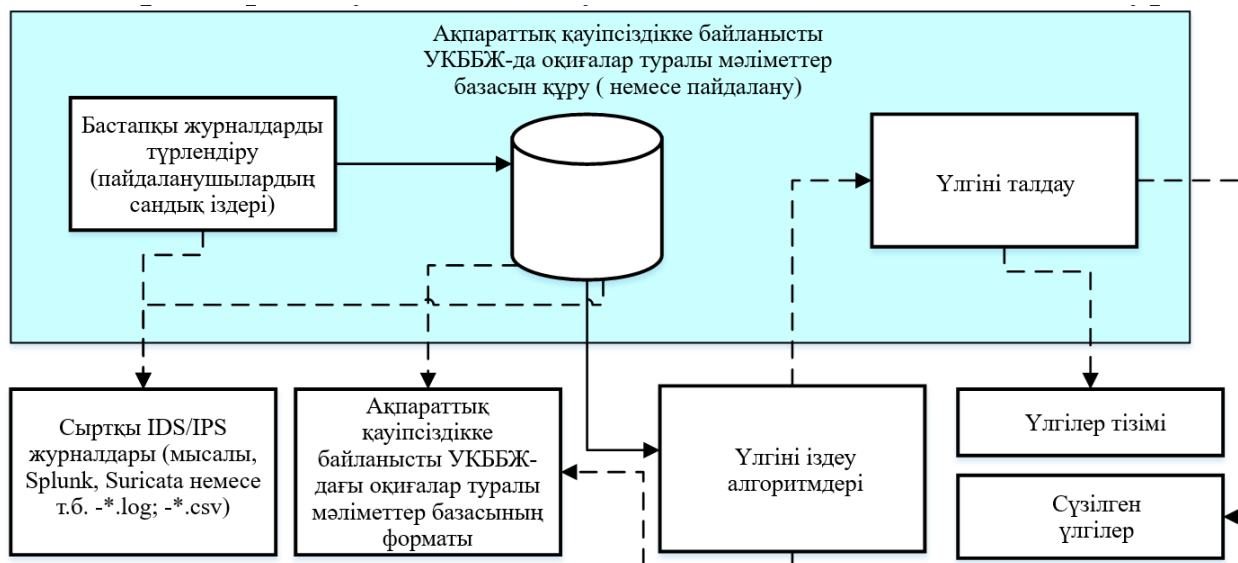 Ақпараттық қауіпсіздікке байланысты
УКББЖ-да оқиғалар туралы мәліметтер
базасын құру ( немесе пайдалану)
Бастапқы журналдарды
түрлендіру
(пайдаланушылардың
сандық іздері)
Үлгіні талдау
Сыртқы IDS/IPS
журналдары (мысалы,
Splunk, Suricata немесе
т.б. -*.log; -*.csv)
Ақпараттық
қауіпсіздікке
байланысты УКББЖ-
дағы оқиғалар туралы
мәліметтер базасының
форматы
Үлгіні іздеу
алгоритмдері
Үлгілер тізімі
Сүзілген
үлгілер